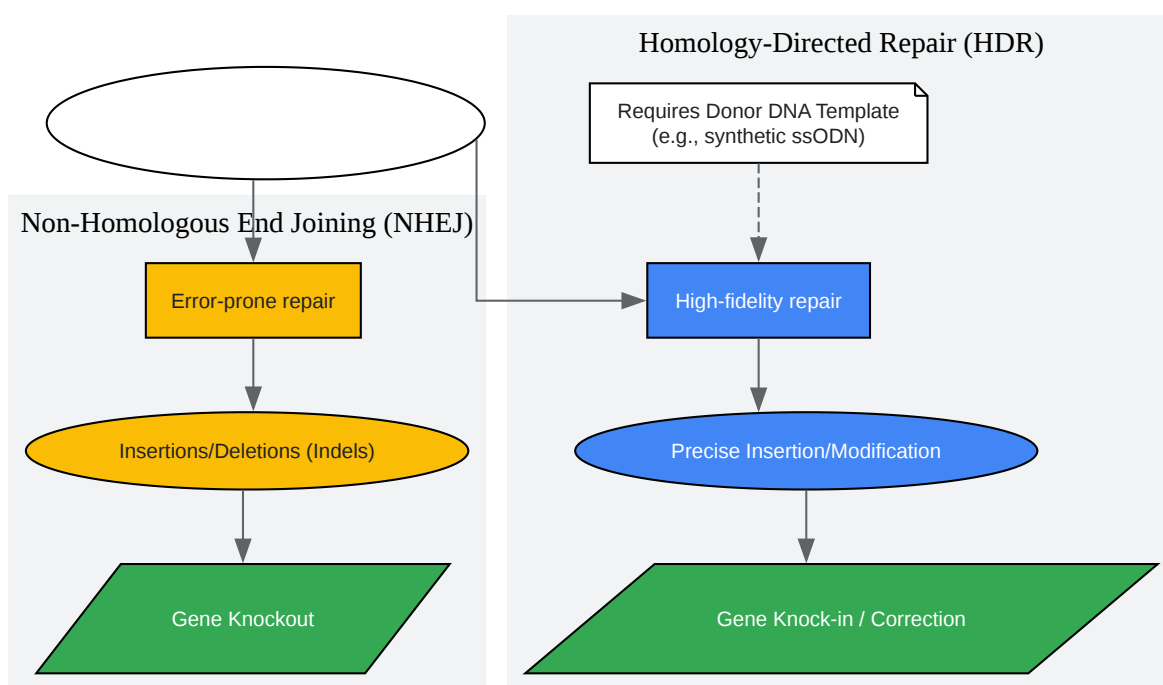 Homology-Directed Repair (HDR)
Requires Donor DNA Template
(e.g., synthetic ssODN)
Non-Homologous End Joining (NHEJ)
Error-prone repair
High-fidelity repair
Insertions/Deletions (Indels)
Precise Insertion/Modification
Gene Knockout
Gene Knock-in / Correction